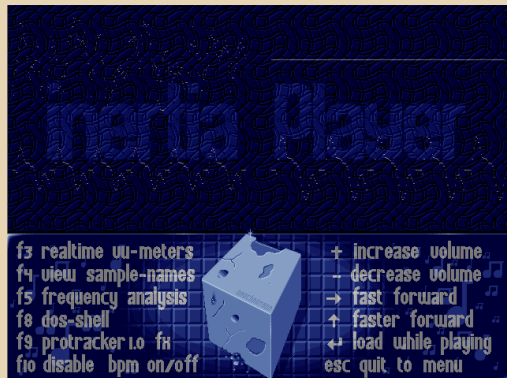 inertia Player
f3 realtime vu-meters
f4 view sample-names
f5 frequency analysis
f8 dos-shell
f9 protracker 1.0 fx
f10 disable bpm on/off
+ increase volume
- decrease volume
→ fast forward
↑ faster forward
↵ load while playing
esc quit to menu